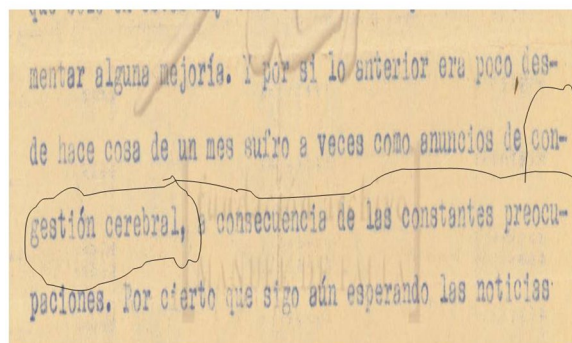 mentar alguna mejoría. Y por si lo anterior era poco, des-
de hace cosa de un mes sufro a veces como anuncios de con-
gestión cerebral, a consecuencia de las constantes preocu-
paciones. Por cierto que sigo aún esperando las noticias